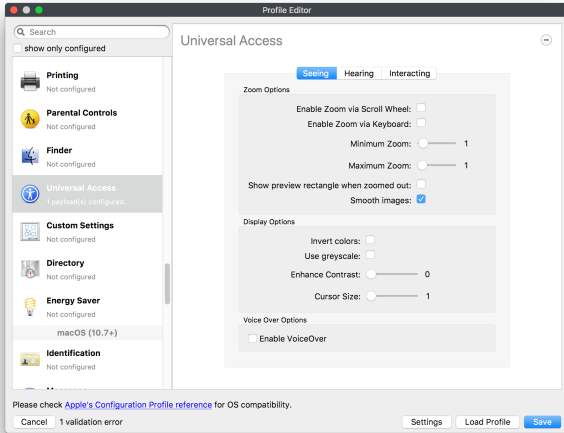 Profile Editor
Search
show only configured
Printing
Not configured
Parental Controls
Not configured
Finder
Not configured
Universal Access
1 payload(s) configured.
Custom Settings
Not configured
Directory
Not configured
Energy Saver
Not configured
macOS (10.7+)
Identification
Not configured
Universal Access
Seeing Hearing Interacting
Zoom Options
Enable Zoom via Scroll Wheel:
Enable Zoom via Keyboard:
Minimum Zoom: 1
Maximum Zoom: 1
Show preview rectangle when zoomed out:
Smooth images:
Display Options
Invert colors:
Use greyscale:
Enhance Contrast: 0
Cursor Size: 1
Voice Over Options
Enable VoiceOver
Please check Apple's Configuration Profile reference for OS compatibility.
Cancel 1 validation error Settings Load Profile Save